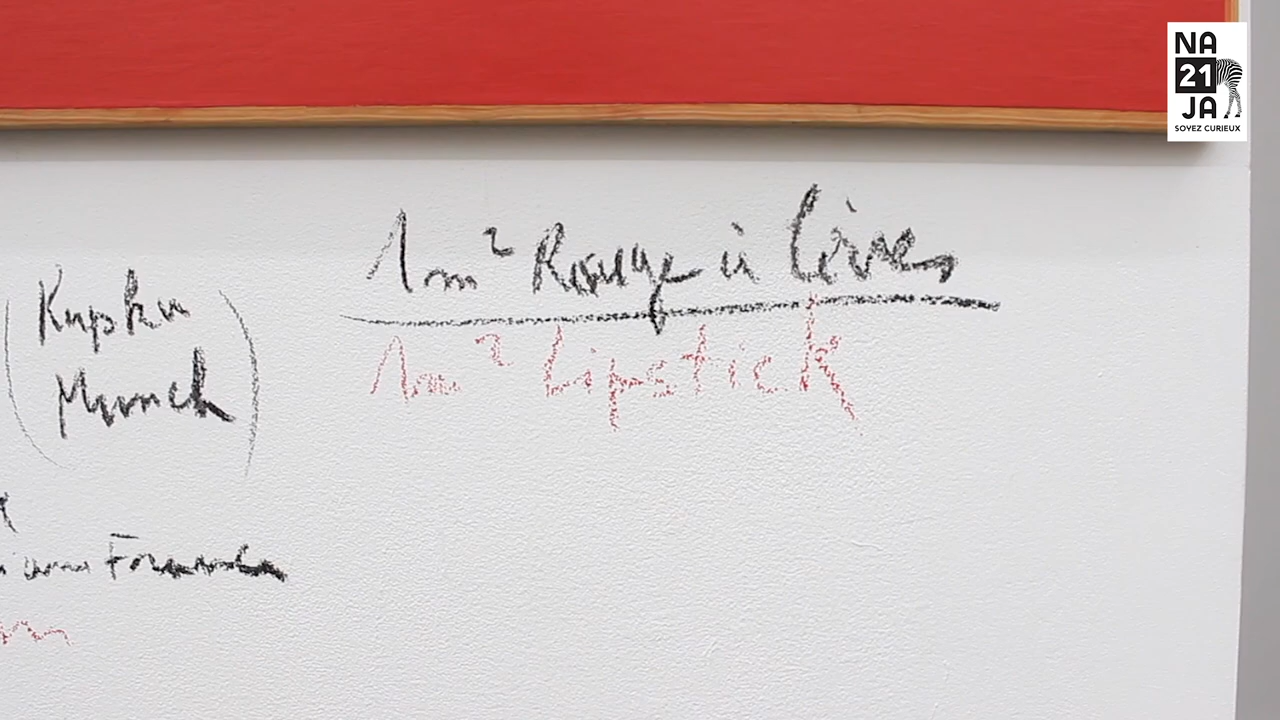 NA
21
JA
SOYEZ CURIEUX
1m² Rouge à lèvres
1m² Lipstick
(Kupka
Munch)